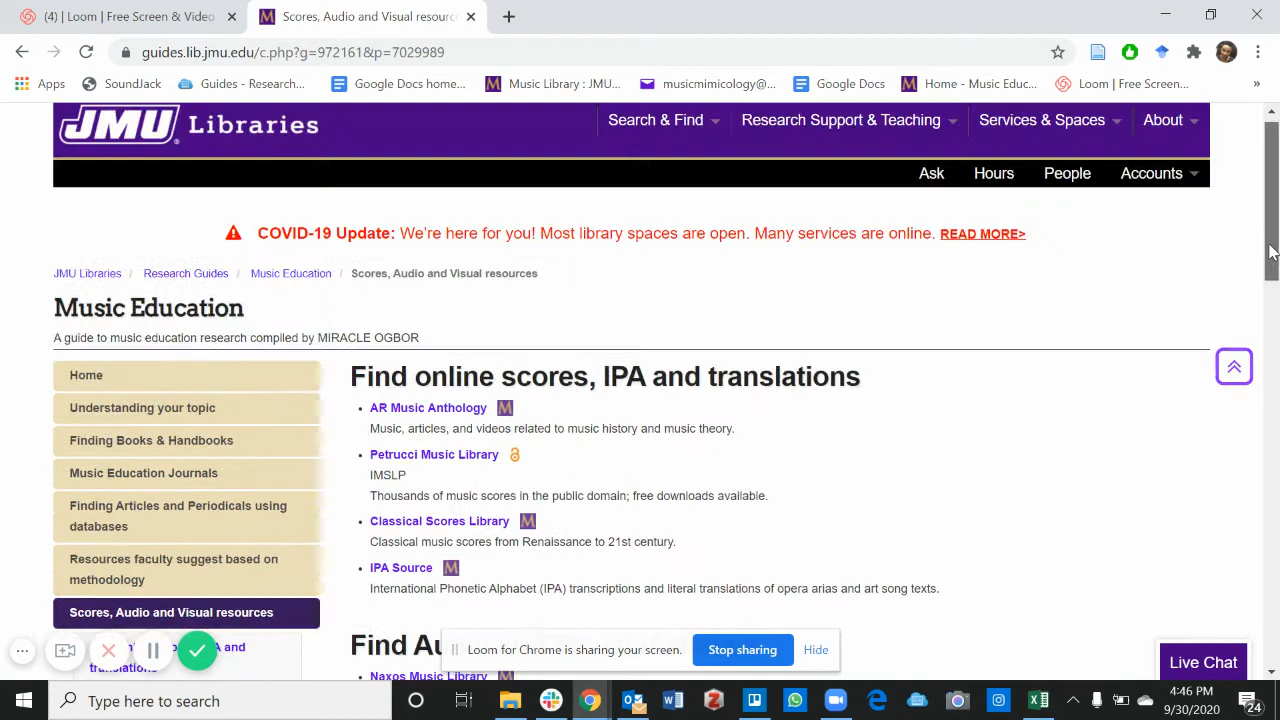 (4) | Loom | Free Screen & Video
Scores, Audio and Visual resourc
guides.lib.jmu.edu/c.php?g=972161&p=7029989
Apps
SoundJack
Guides - Research...
Google Docs home...
Music Library : JMU...
musicmimicology@...
Google Docs
Home - Music Educ...
Loom | Free Screen...
»
JMU Libraries
Search & Find
Research Support & Teaching
Services & Spaces
About
Ask
Hours
People
Accounts
COVID-19 Update: We're here for you! Most library spaces are open. Many services are online. READ MORE>
JMU Libraries / Research Guides / Music Education / Scores, Audio and Visual resources
Music Education
A guide to music education research compiled by MIRACLE OGBOR
Home
Understanding your topic
Finding Books & Handbooks
Music Education Journals
Finding Articles and Periodicals using
databases
Resources faculty suggest based on
methodology
Scores, Audio and Visual resources
A and
translations
Find online scores, IPA and translations
AR Music Anthology
Music, articles, and videos related to music history and music theory.
Petrucci Music Library
IMSLP
Thousands of music scores in the public domain; free downloads available.
Classical Scores Library
Classical music scores from Renaissance to 21st century.
IPA Source
International Phonetic Alphabet (IPA) transcriptions and literal translations of opera arias and art song texts.
Find Au
Naxos Music Library
Loom for Chrome is sharing your screen.
Stop sharing
Hide
Live Chat
Type here to search
4:46 PM
9/30/2020
24